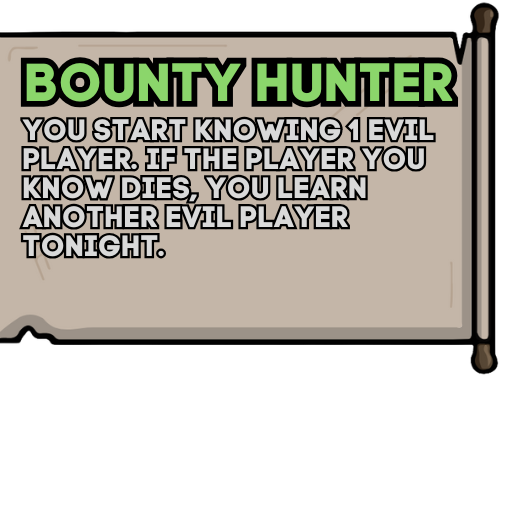 BOUNTY HUNTER
YOU START KNOWING 1 EVIL
PLAYER. IF THE PLAYER YOU
KNOW DIES, YOU LEARN
ANOTHER EVIL PLAYER
TONIGHT.